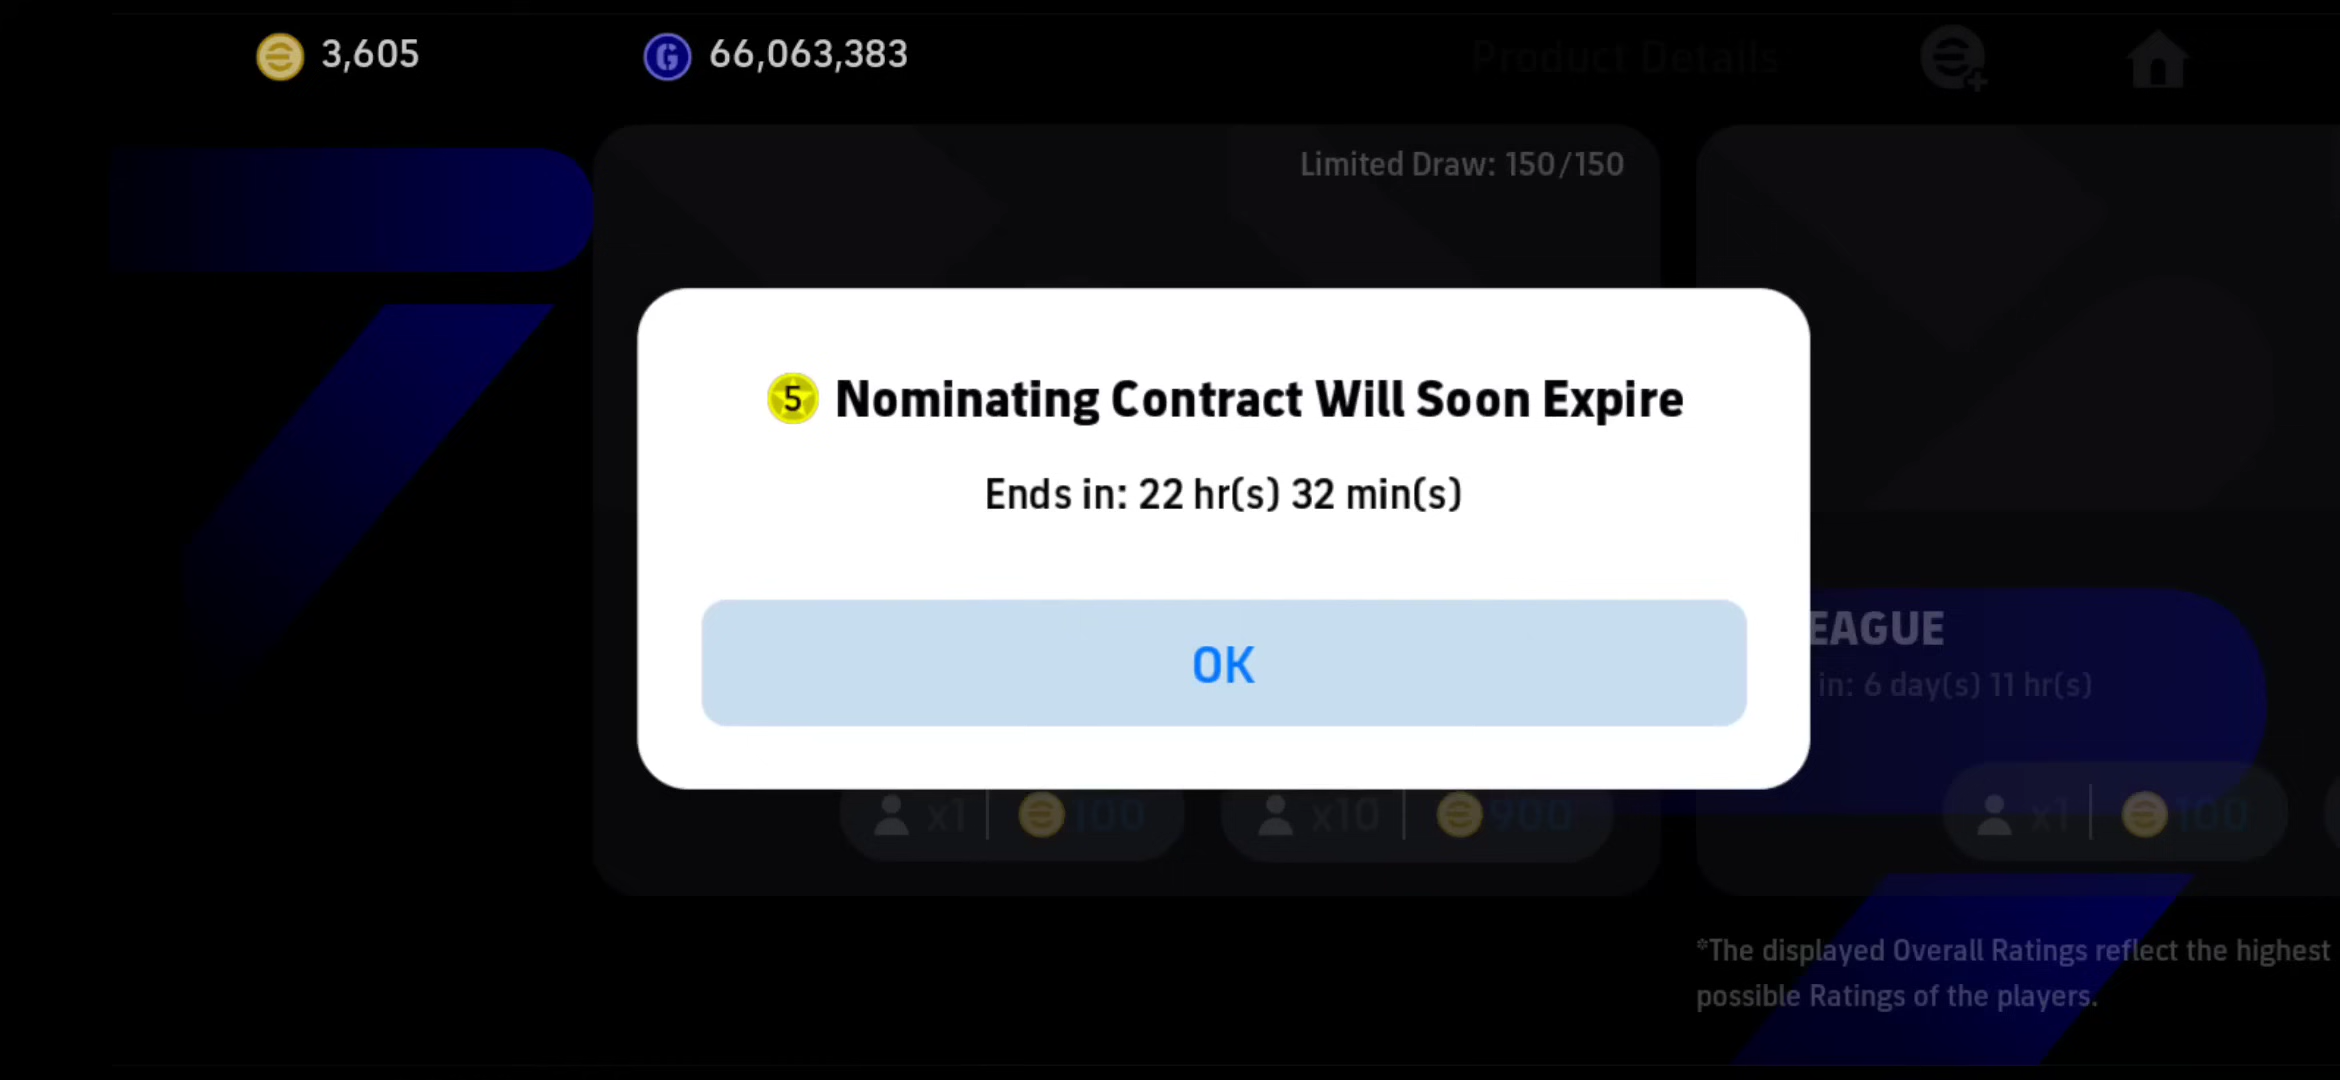 3,605
66,063,383
Product Details
Limited Draw: 150/150
5 Nominating Contract Will Soon Expire
Ends in: 22 hr(s) 32 min(s)
OK
EAGUE
in: 6 day(s) 11 hr(s)
x1 100
x10 900
x1 100
*The displayed Overall Ratings reflect the highest
possible Ratings of the players.